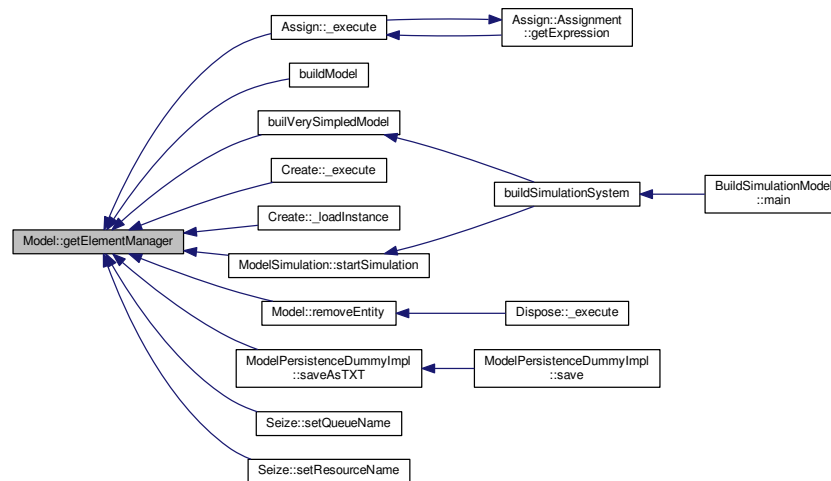 Assign::_execute
Assign::Assignment
::getExpression
buildModel
builVerySimpledModel
Create::_execute
buildSimulationSystem
BuildSimulationModel
::main
Create::_loadInstance
Model::getElementManager
ModelSimulation::startSimulation
Model::removeEntity
Dispose::_execute
ModelPersistenceDummyImpl
::saveAsTXT
ModelPersistenceDummyImpl
::save
Seize::setQueueName
Seize::setResourceName